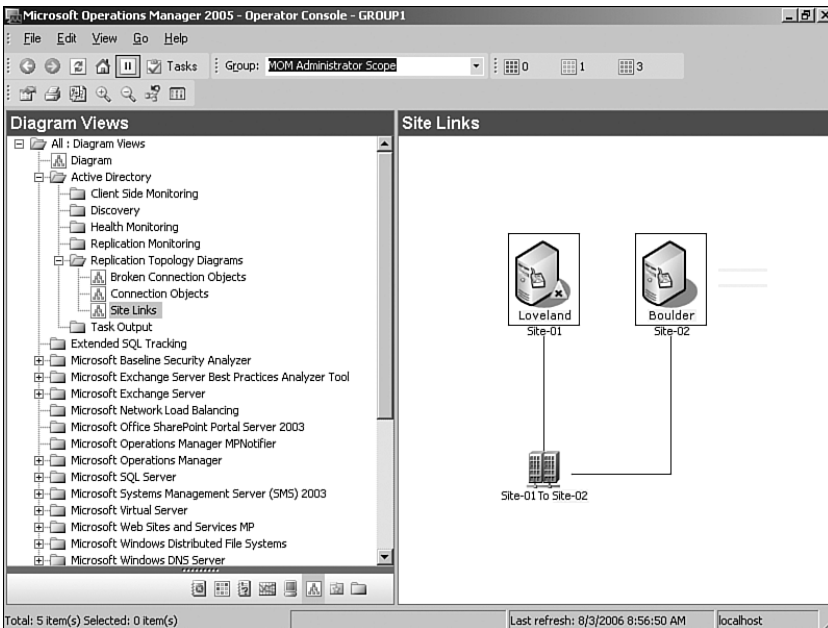 Microsoft Operations Manager 2005 - Operator Console - GROUP1
File Edit View Go Help
Tasks Group: MOM Administrator Scope 0 1 3
Diagram Views
All : Diagram Views
Diagram
Active Directory
Client Side Monitoring
Discovery
Health Monitoring
Replication Monitoring
Replication Topology Diagrams
Broken Connection Objects
Connection Objects
Site Links
Task Output
Extended SQL Tracking
Microsoft Baseline Security Analyzer
Microsoft Exchange Server Best Practices Analyzer Tool
Microsoft Exchange Server
Microsoft Network Load Balancing
Microsoft Office SharePoint Portal Server 2003
Microsoft Operations Manager MPNotifier
Microsoft Operations Manager
Microsoft SQL Server
Microsoft Systems Management Server (SMS) 2003
Microsoft Virtual Server
Microsoft Web Sites and Services MP
Microsoft Windows Distributed File Systems
Microsoft Windows DNS Server
Site Links
Loveland
Site-01
Boulder
Site-02
Site-01 To Site-02
Total: 5 item(s) Selected: 0 item(s)
Last refresh: 8/3/2006 8:56:50 AM
localhost